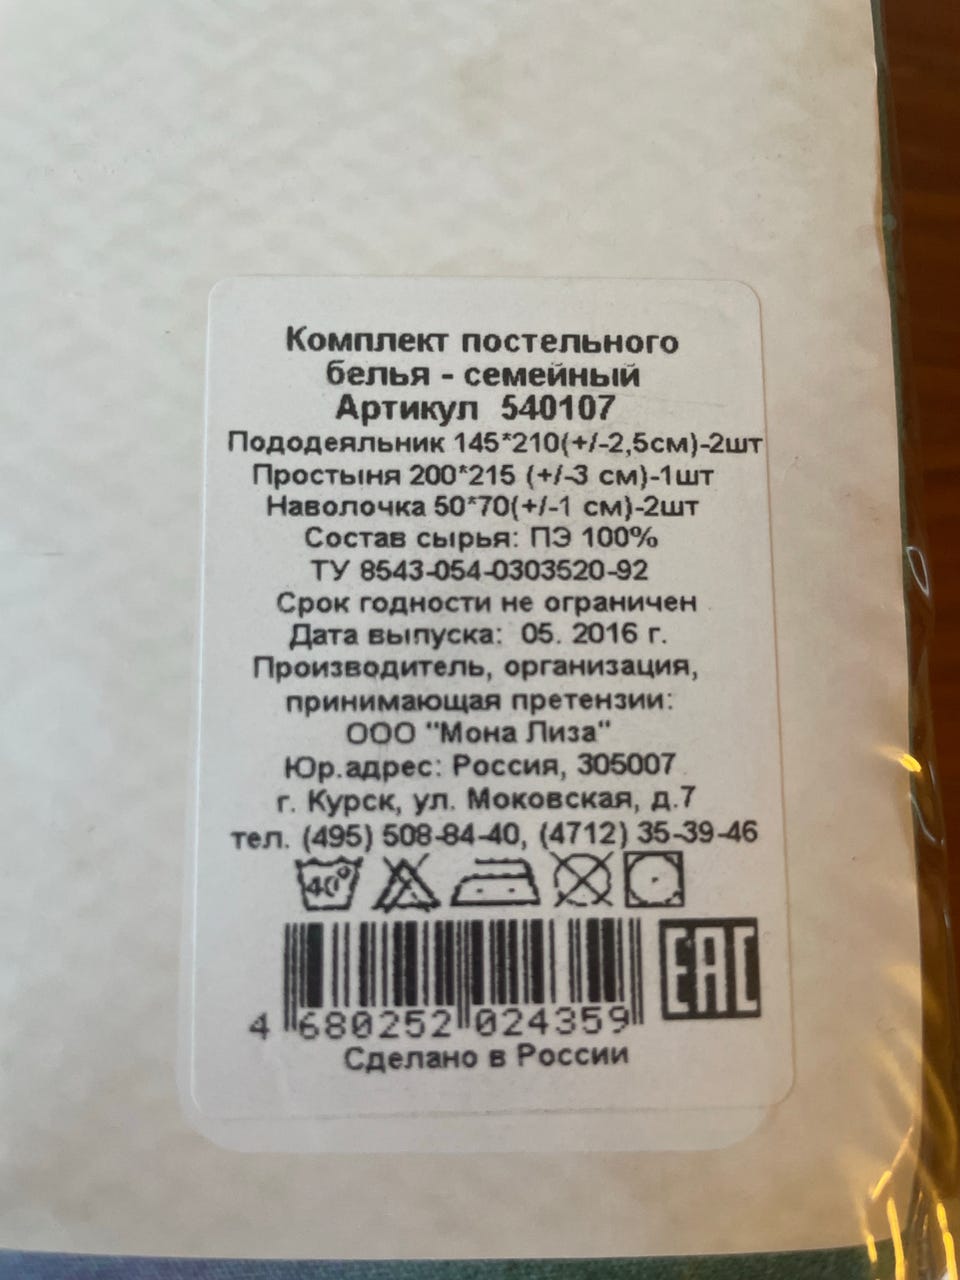 Комплект постельного
белья - семейный
Артикул 540107
Пододеяльник 145*210(+/-2,5см)-2шт
Простыня 200*215 (+/-3 см)-1шт
Наволочка 50*70(+/-1 см)-2шт
Состав сырья: ПЭ 100%
ТУ 8543-054-0303520-92
Срок годности не ограничен
Дата выпуска: 05. 2016 г.
Производитель, организация,
принимающая претензии:
ООО "Мона Лиза"
Юр.адрес: Россия, 305007
г. Курск, ул. Моковская, д.7
тел. (495) 508-84-40, (4712) 35-39-46
40°
EAC
4 680252 024359
Сделано в России